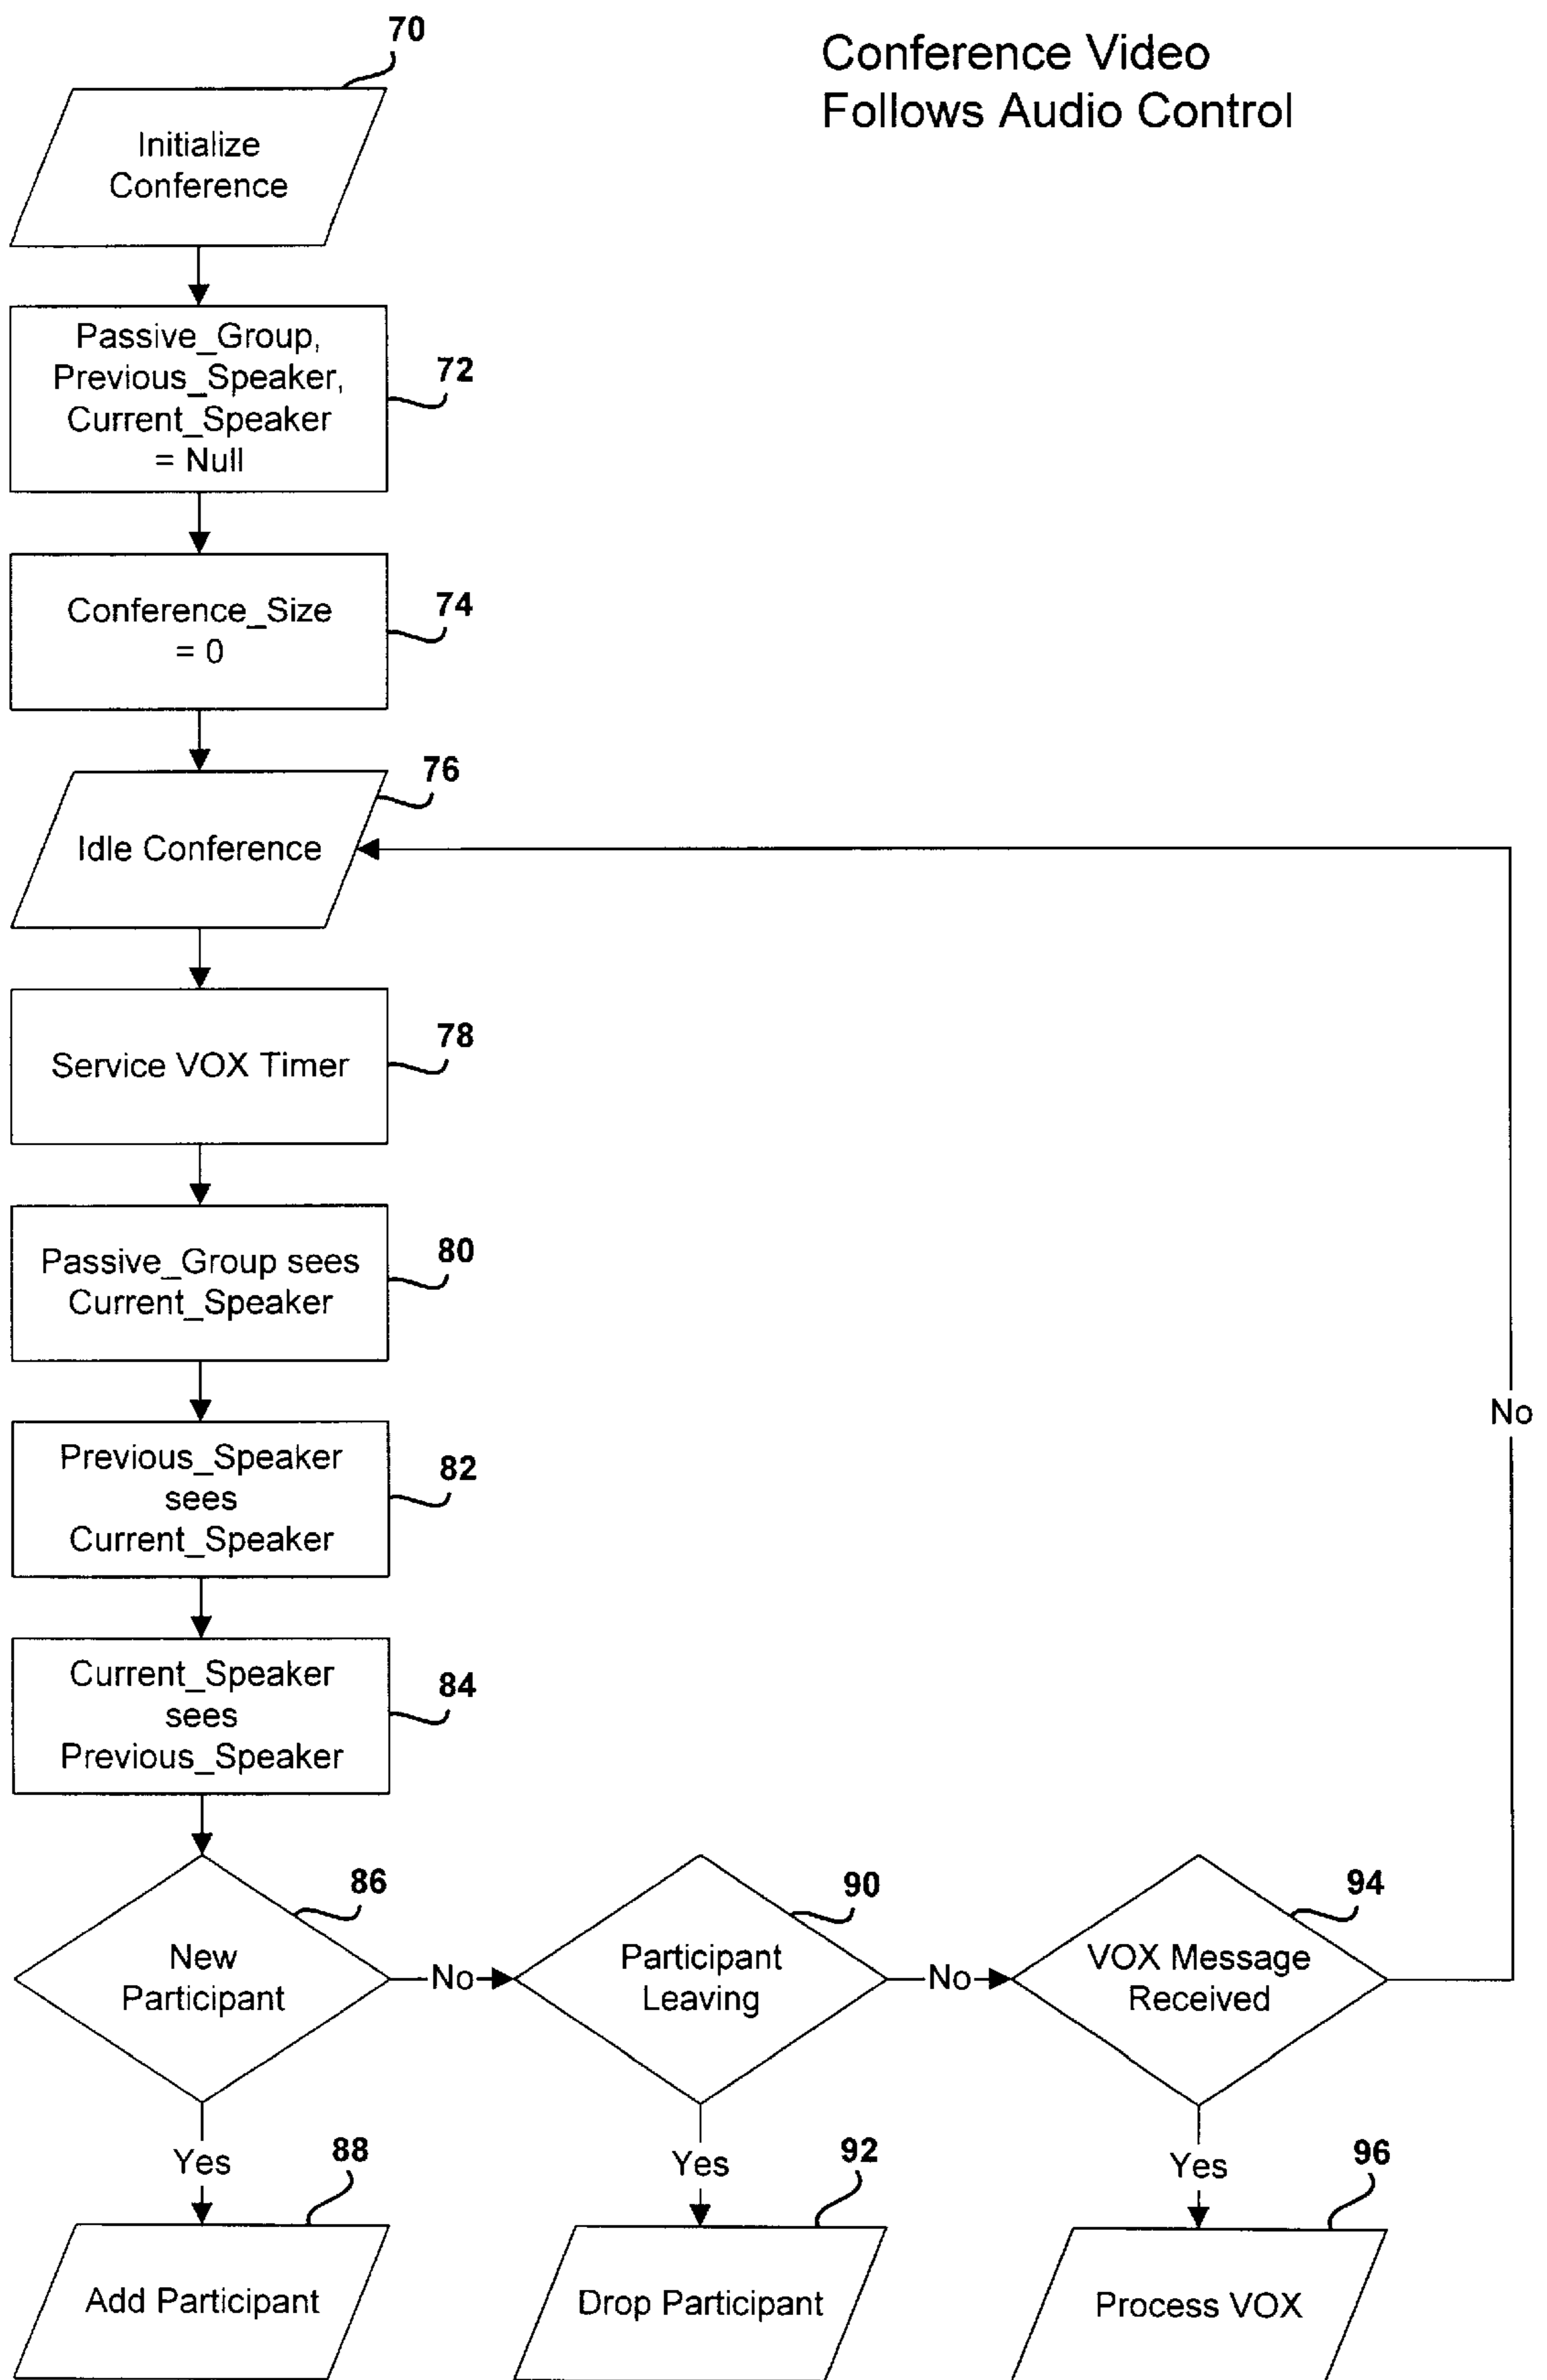 70
Conference Video
Follows Audio Control
Initialize
Conference
Passive_Group,
Previous_Speaker,
Current_Speaker
= Null
72
Conference_Size
= 0
74
76
Idle Conference
Service VOX Timer
78
Passive_Group sees
Current_Speaker
80
No
Previous_Speaker
sees
Current_Speaker
82
Current_Speaker
sees
Previous_Speaker
84
86
90
94
New
Participant
No
Participant
Leaving
No
VOX Message
Received
Yes
88
Yes
92
Yes
96
Add Participant
Drop Participant
Process VOX